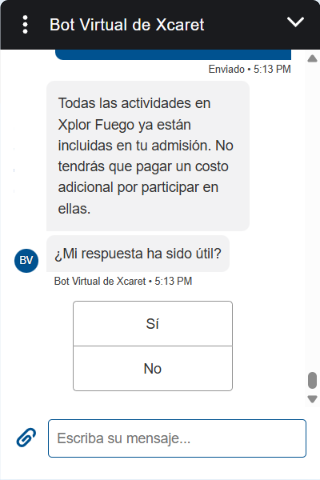 Bot Virtual de Xcaret
Enviado • 5:13 PM
Todas las actividades en
Xplor Fuego ya están
incluidas en tu admisión. No
tendrás que pagar un costo
adicional por participar en
ellas.
¿Mi respuesta ha sido útil?
BV
Bot Virtual de Xcaret • 5:13 PM
Sí
No
Escriba su mensaje...